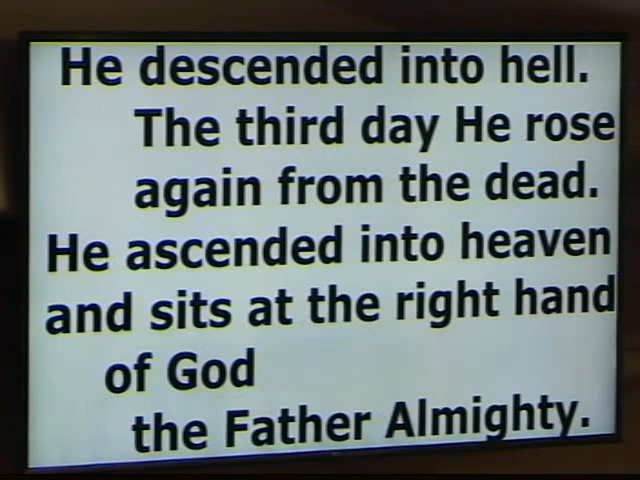 He descended into hell.
The third day He rose
again from the dead.
He ascended into heaven
and sits at the right hand
of God
the Father Almighty.